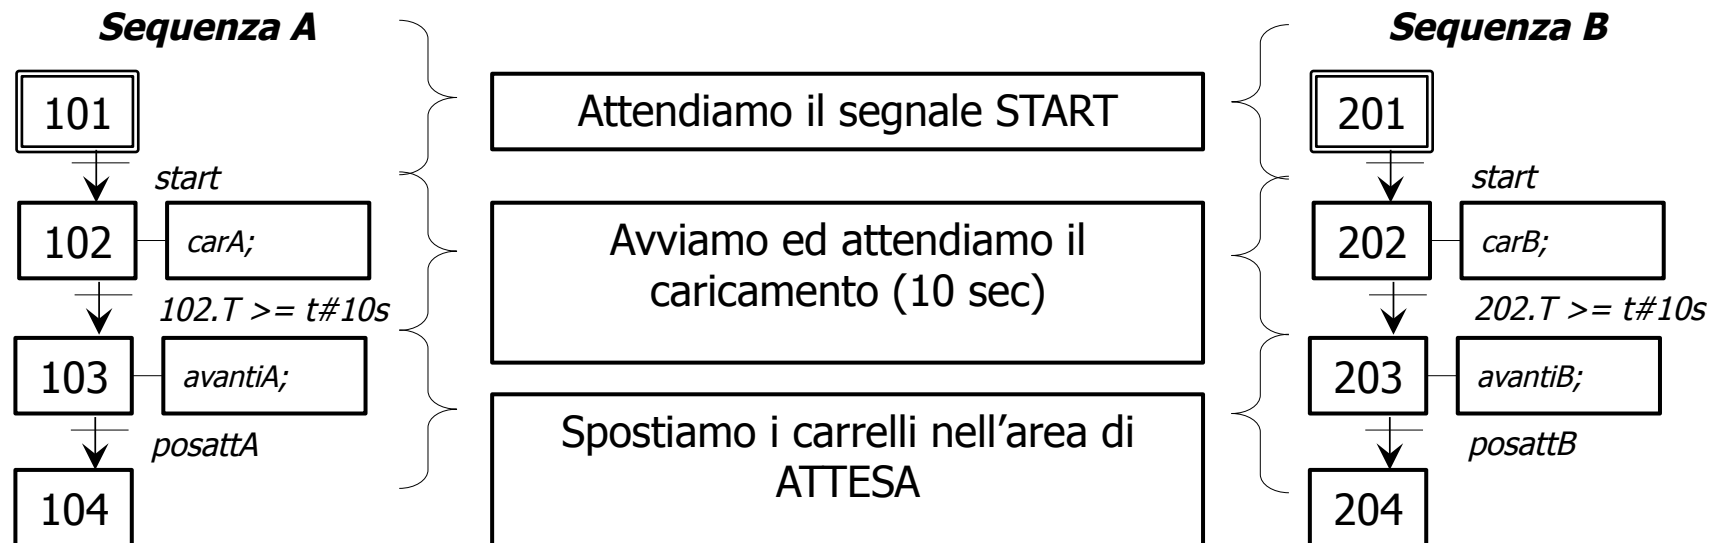 Sequenza A
101
start
102
carA;
102.T >= t#10s
103
avantiA;
posattA
104
Attendiamo il segnale START
Avviamo ed attendiamo il
caricamento (10 sec)
Spostiamo i carrelli nell’area di
ATTESA
Sequenza B
201
start
202
carB;
202.T >= t#10s
203
avantiB;
posattB
204